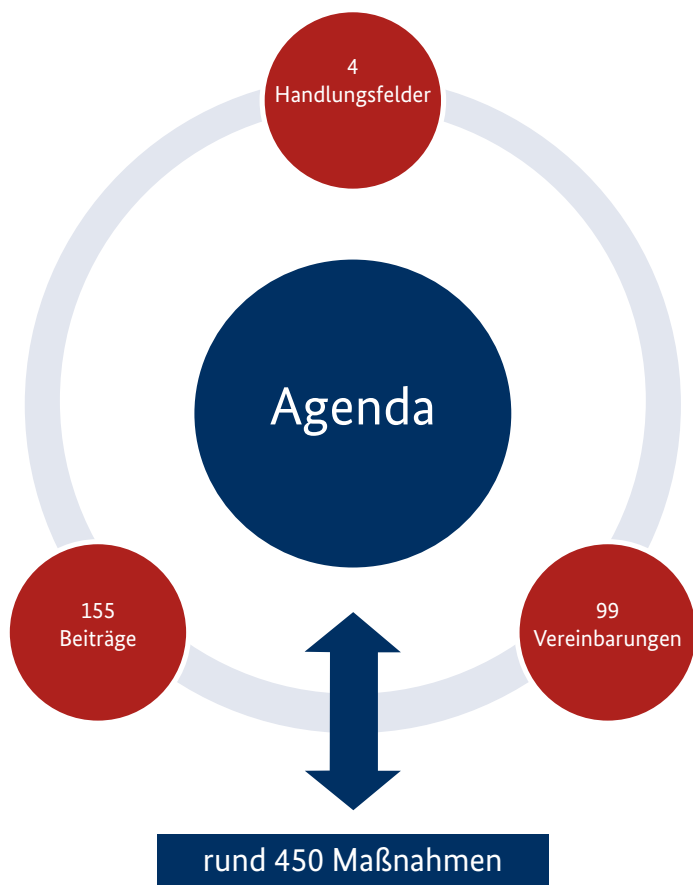 4
Handlungsfelder
Agenda
155
Beiträge
99
Vereinbarungen
rund 450 Maßnahmen